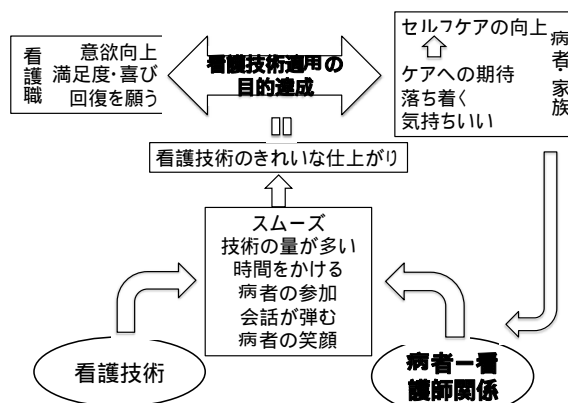 看護職
意欲向上
満足度・喜び
回復を願う
看護技術適用の
目的達成
セルフケアの向上
ケアへの期待
落ち着く
気持ちいい
病者・家族
看護技術のきれいな仕上がり
スムーズ
技術の量が多い
時間をかける
病者の参加
会話が弾む
病者の笑顔
看護技術
病者ー看
護師関係